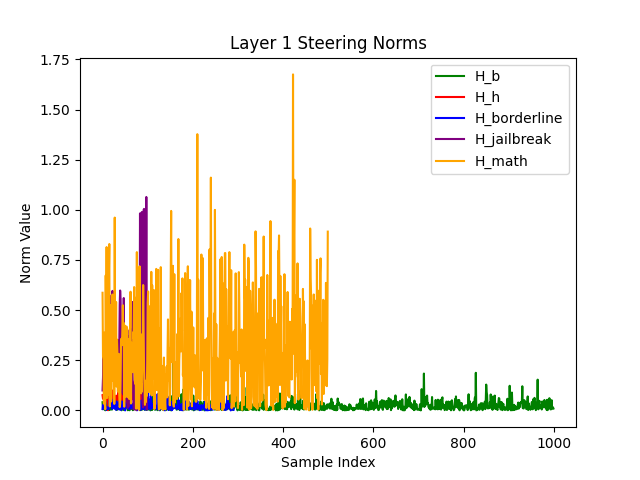 Layer 1 Steering Norms
H_b
H_h
H_borderline
H_jailbreak
H_math
Norm Value
1.75
1.50
1.25
1.00
0.75
0.50
0.25
0.00
0
200
400
600
800
1000
Sample Index